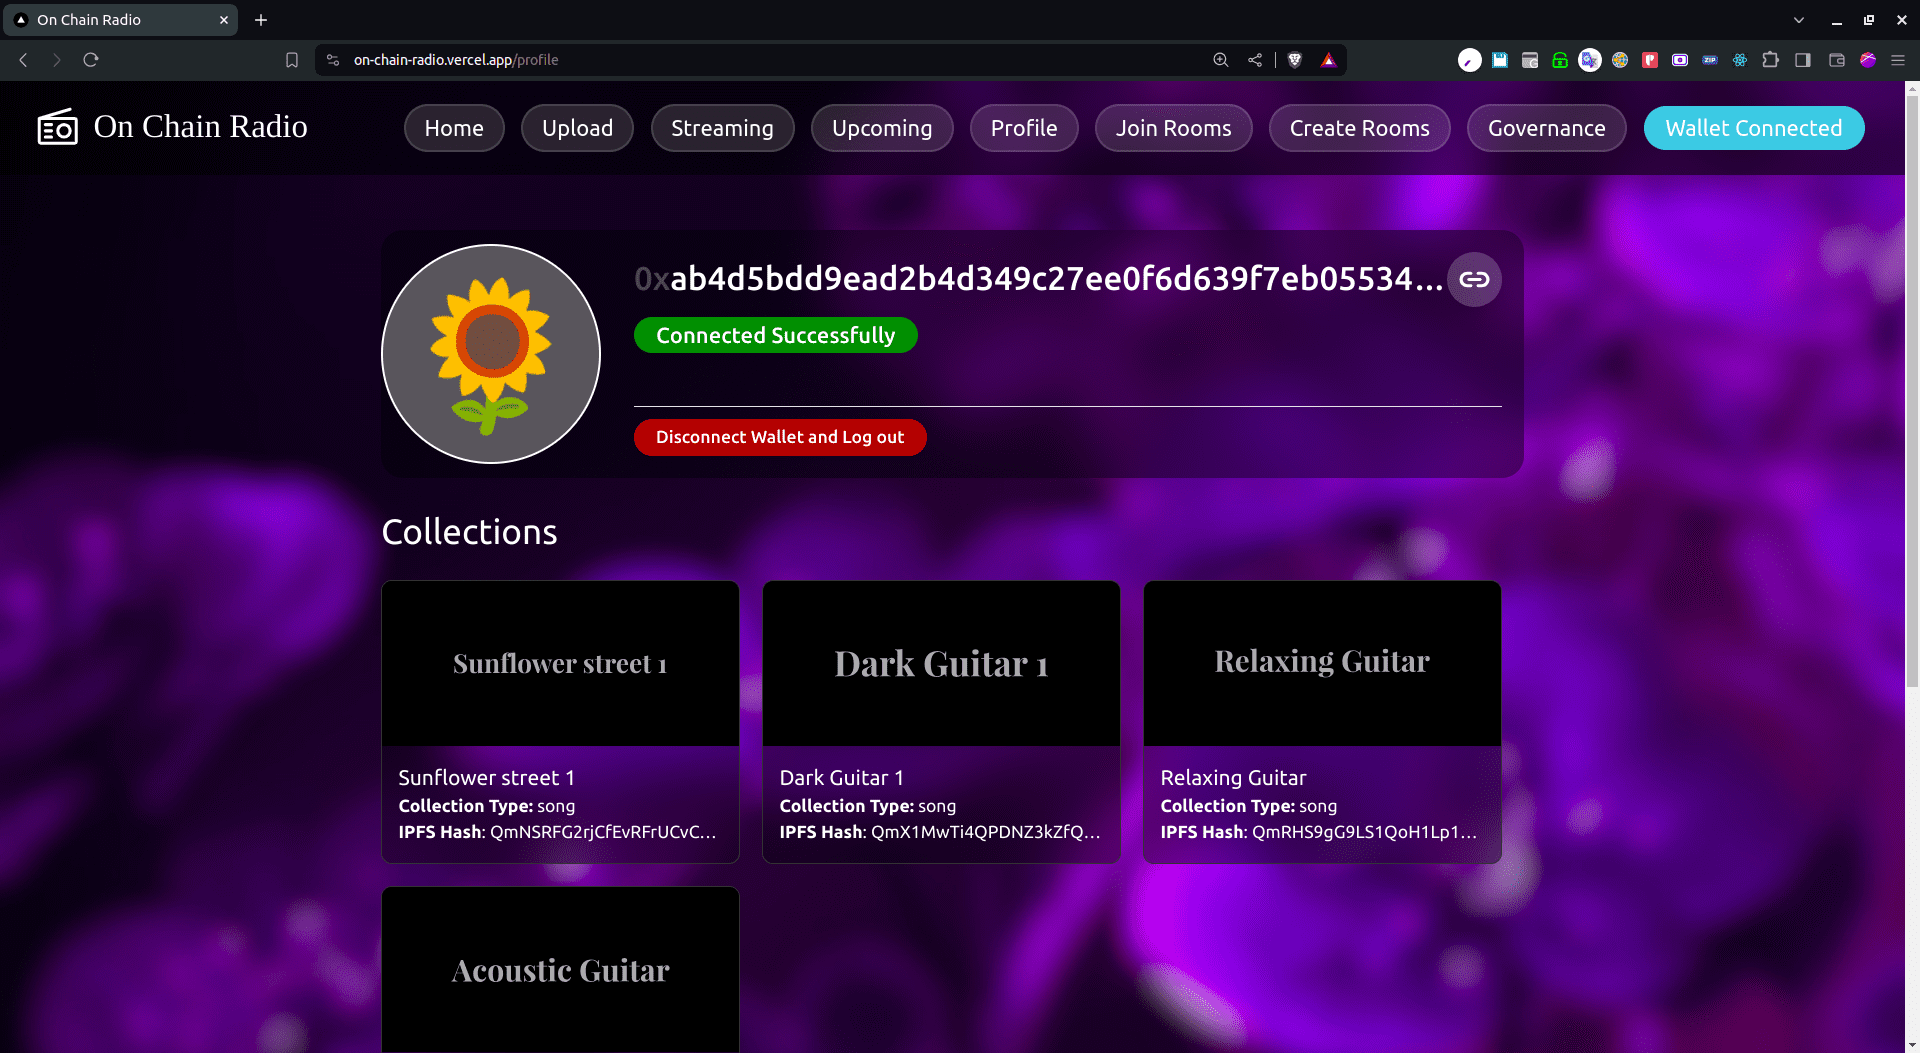 On Chain Radio
on-chain-radio.vercel.app/profile
On Chain Radio
Home
Upload
Streaming
Upcoming
Profile
Join Rooms
Create Rooms
Governance
Wallet Connected
0xab4d5bdd9ead2b4d349c27ee0f6d639f7eb05534...
Connected Successfully
Disconnect Wallet and Log out
Collections
Sunflower street 1
Dark Guitar 1
Relaxing Guitar
Sunflower street 1
Collection Type: song
IPFS Hash: QmNSRFG2rjCfEvRFrUCvC...
Dark Guitar 1
Collection Type: song
IPFS Hash: QmX1MwTi4QPDNZ3kZfQ...
Relaxing Guitar
Collection Type: song
IPFS Hash: QmRHS9gG9LS1QoH1Lp1...
Acoustic Guitar